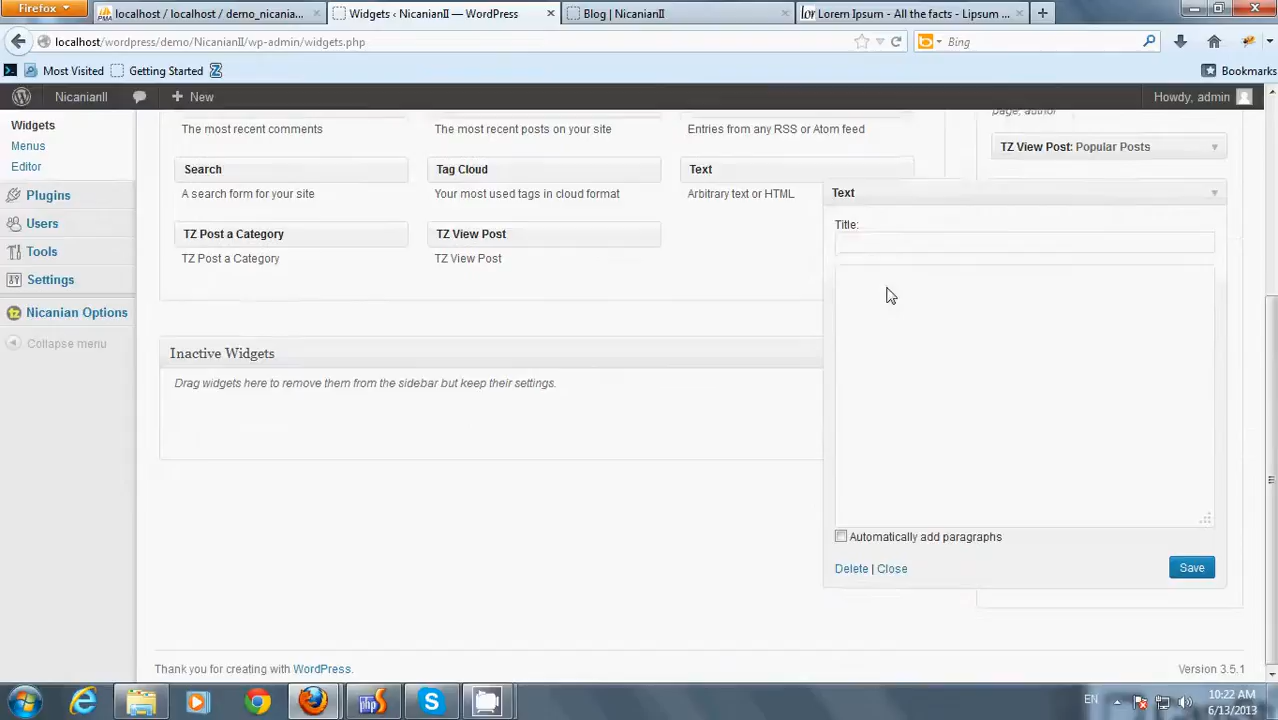 Firefox
localhost / localhost / demo_nicania...
Widgets ‹ NicanianII — WordPress
Blog | NicanianII
Lorem Ipsum - All the facts - Lipsum ...
localhost/wordpress/demo/NicanianII/wp-admin/widgets.php
Bing
Most Visited
Getting Started
Bookmarks
NicanianII
New
Howdy, admin
Widgets
Menus
Editor
Plugins
Users
Tools
Settings
Nicanian Options
Collapse menu
The most recent comments
The most recent posts on your site
Entries from any RSS or Atom feed
page, author
TZ View Post: Popular Posts
Search
Tag Cloud
Text
A search form for your site
Your most used tags in cloud format
Arbitrary text or HTML
TZ Post a Category
TZ View Post
TZ Post a Category
TZ View Post
Text
Title:
Automatically add paragraphs
Delete | Close
Save
Inactive Widgets
Drag widgets here to remove them from the sidebar but keep their settings.
Thank you for creating with WordPress.
Version 3.5.1
EN
10:22 AM
6/13/2013